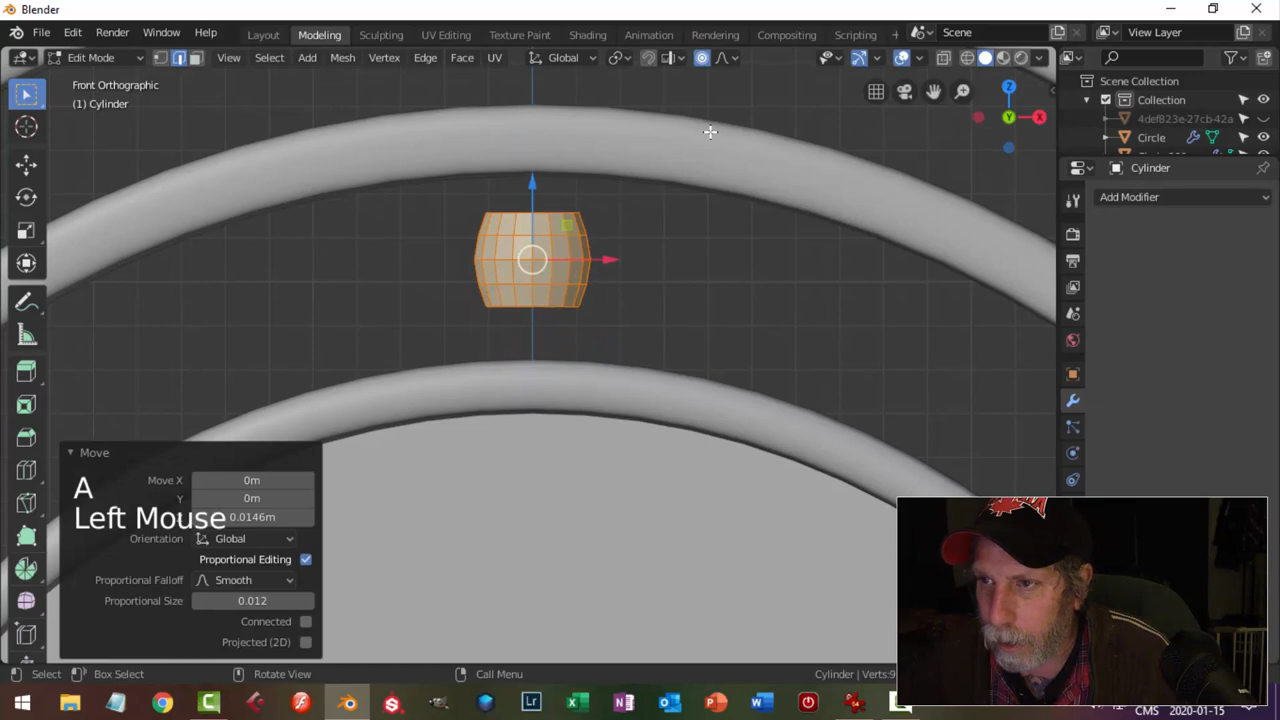 Blender
File Edit Render Window Help
Layout Modeling Sculpting UV Editing Texture Paint Shading Animation Rendering Compositing Scripting
Scene
View Layer
Edit Mode
View Select Add Mesh Vertex Edge Face UV
Global
Front Orthographic
(1) Cylinder
Z
Y
X
Scene Collection
Collection
4def823e-27cb-42a
Circle
Cylinder
Add Modifier
Move
Move X 0m
Y 0m
0.0146m
Orientation Global
Proportional Editing
Proportional Falloff Smooth
Proportional Size 0.012
Connected
Projected (2D)
A
Left Mouse
Select Box Select Rotate View Call Menu
Cylinder | Verts:9
CMS 2020-01-15